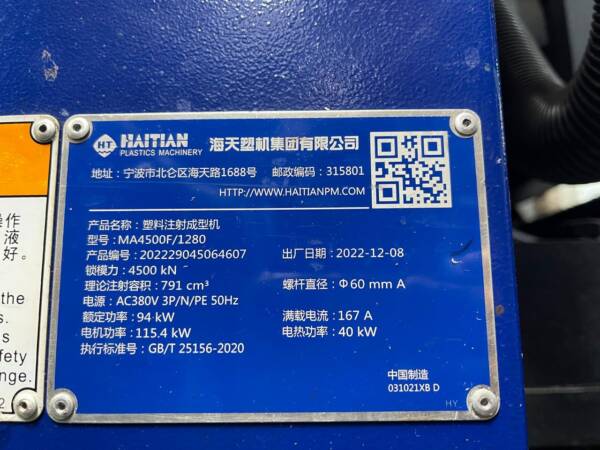 HT HAITIAN
PLASTICS MACHINERY
海天塑机集团有限公司
地址: 宁波市北仑区海天路1688号 邮政编码: 315801
HTTP://WWW.HAITIANPM.COM
产品名称: 塑料注射成型机
型号: MA4500F/1280
产品编号: 202229045064607 出厂日期: 2022-12-08
锁模力: 4500 kN
理论注射容积: 791 cm³ 螺杆直径: Φ60 mm A
电源: AC380V 3P/N/PE 50Hz
额定功率: 94 kW 满载电流: 167 A
电机功率: 115.4 kW 电热功率: 40 kW
执行标准号: GB/T 25156-2020
中国制造
031021XB D
HY
操作
液
好。
the
s.
s
fety
nge.
2